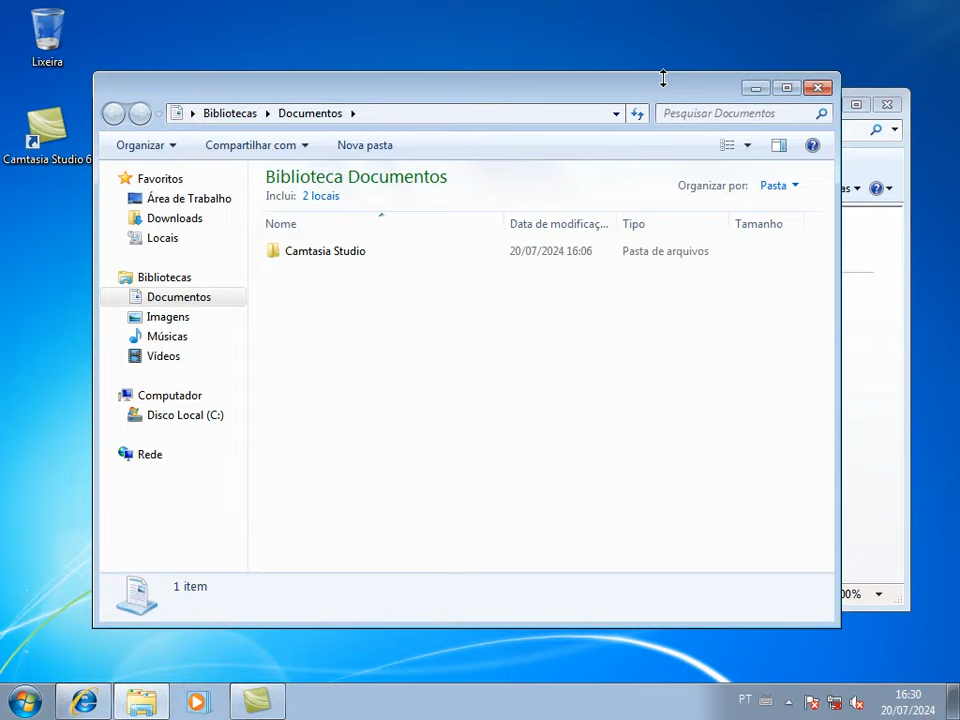 Lixeira
Camtasia Studio 6
Bibliotecas
Documentos
Pesquisar Documentos
Organizar
Compartilhar com
Nova pasta
Favoritos
Área de Trabalho
Downloads
Locais
Bibliotecas
Documentos
Imagens
Músicas
Vídeos
Computador
Disco Local (C:)
Rede
Biblioteca Documentos
Inclui: 2 locais
Organizar por: Pasta
Nome Data de modificaç... Tipo Tamanho
Camtasia Studio 20/07/2024 16:06 Pasta de arquivos
1 item
as
00%
PT
16:30
20/07/2024